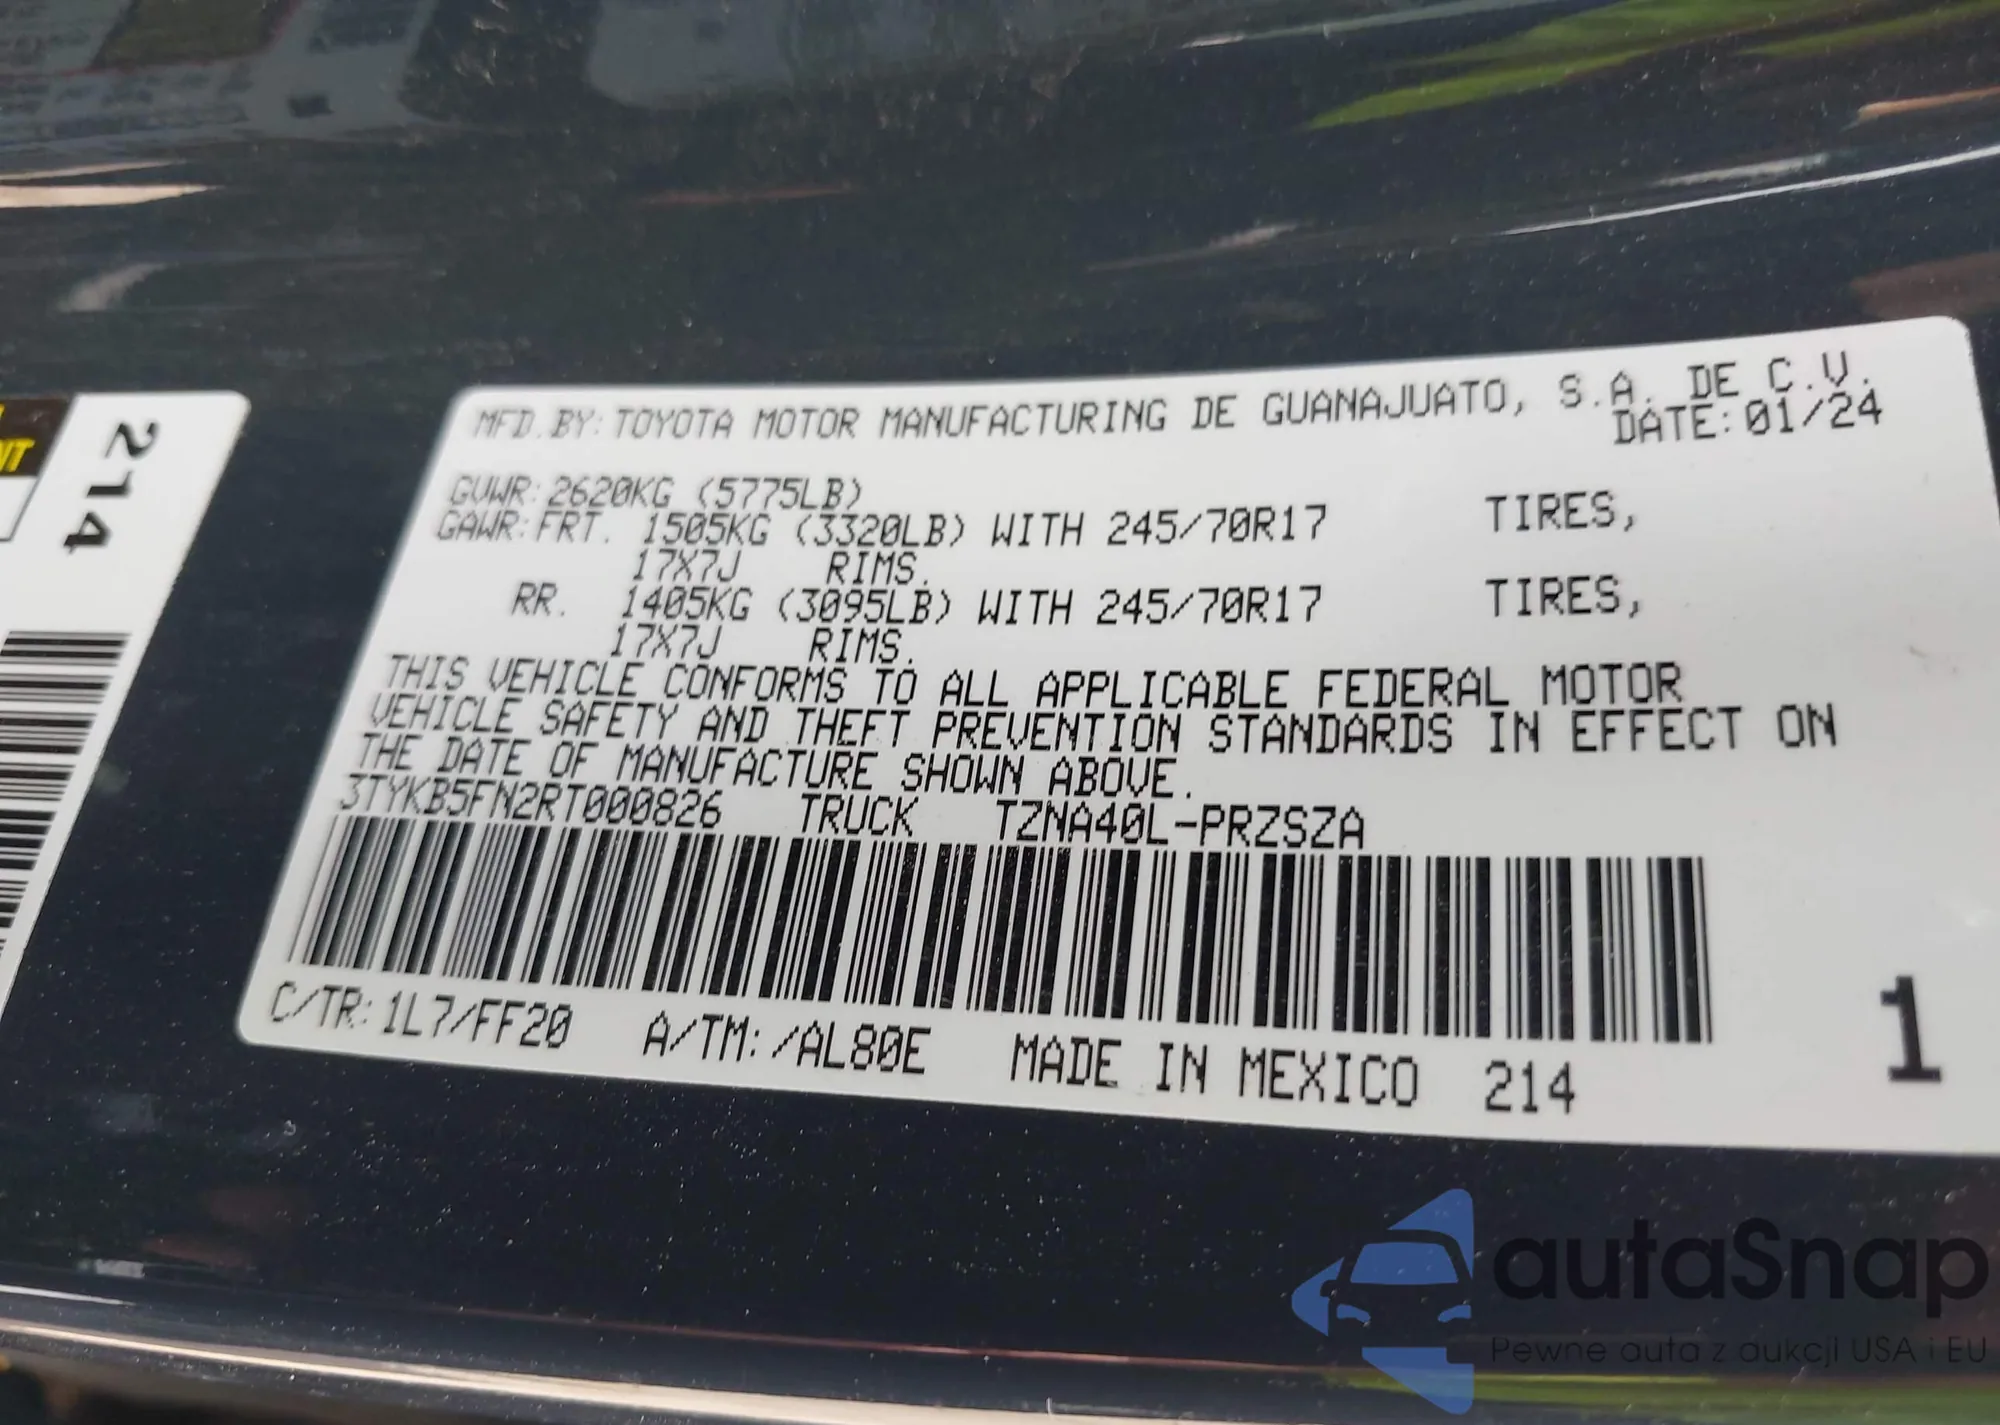 MFD.BY:TOYOTA MOTOR MANUFACTURING DE GUANAJUATO, S.A. DE C.V.
DATE:01/24
GVWR:2620KG (5775LB)
GAWR:FRT. 1505KG (3320LB) WITH 245/70R17 TIRES,
17X7J RIMS.
RR. 1405KG (3095LB) WITH 245/70R17 TIRES,
17X7J RIMS.
THIS VEHICLE CONFORMS TO ALL APPLICABLE FEDERAL MOTOR
VEHICLE SAFETY AND THEFT PREVENTION STANDARDS IN EFFECT ON
THE DATE OF MANUFACTURE SHOWN ABOVE.
3TYKB5FN2RT000826 TRUCK TZNA40L-PRZSZA
C/TR:1L7/FF20 A/TM:/AL80E MADE IN MEXICO 214
1
214
NT
autaSnap
Pewne auta z aukcji USA i EU